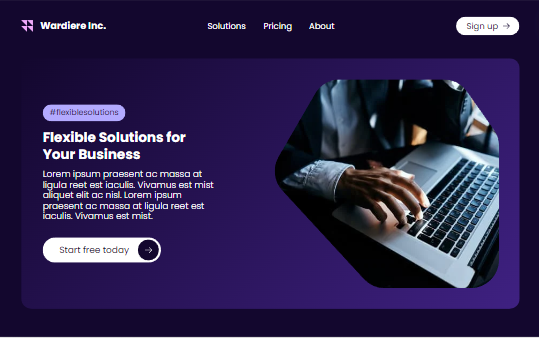 Wardiere Inc.
Solutions
Pricing
About
Sign up
#flexiblesolutions
Flexible Solutions for
Your Business
Lorem ipsum praesent ac massa at
ligula reet est iaculis. Vivamus est mist
aliquet elit ac nisl. Lorem ipsum
praesent ac massa at ligula reet est
iaculis. Vivamus est mist.
Start free today